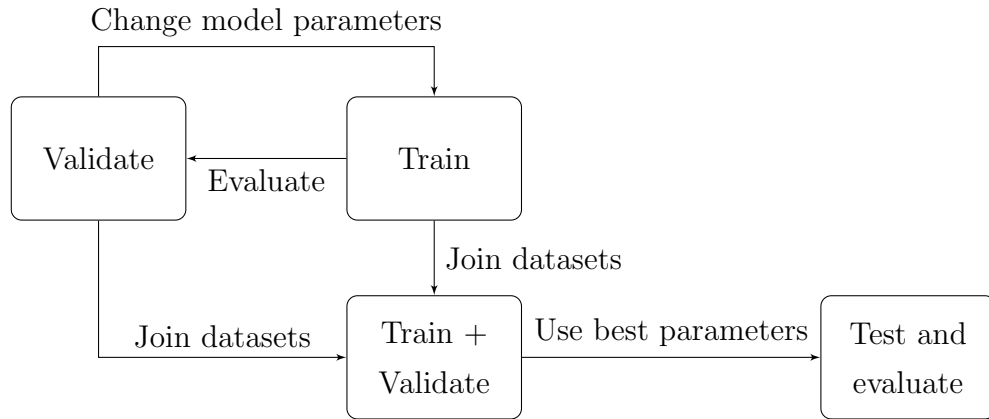 Change model parameters
Validate
Train
Evaluate
Join datasets
Join datasets
Train +
Validate
Use best parameters
Test and
evaluate